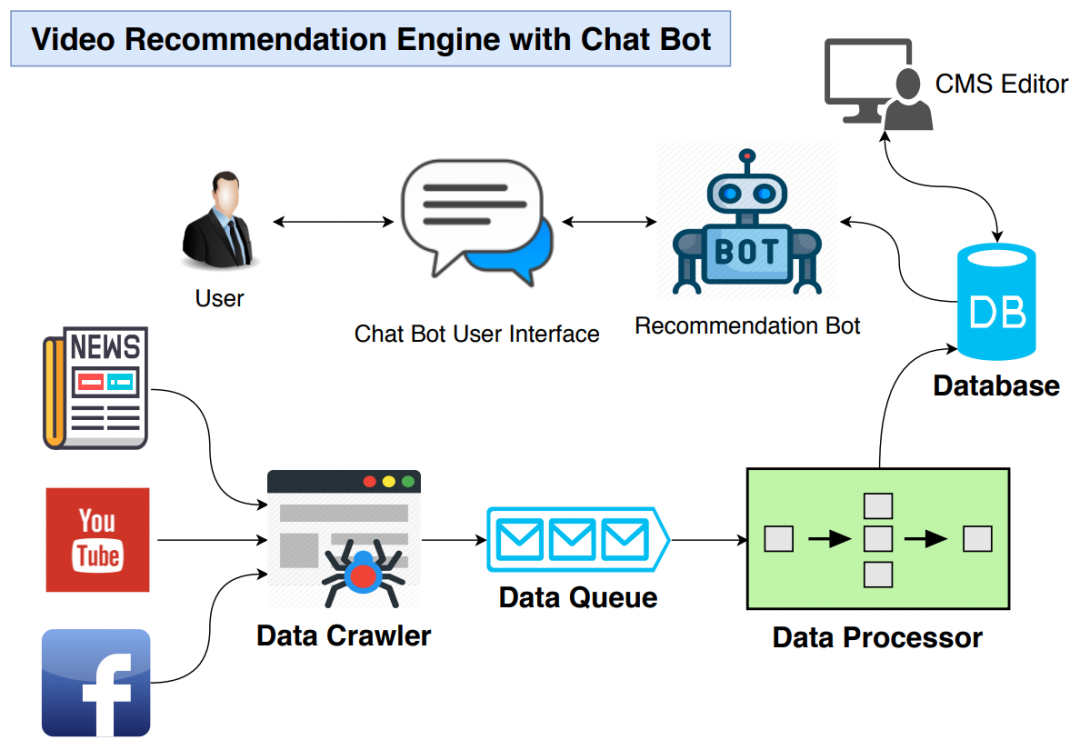 Video Recommendation Engine with Chat Bot
CMS Editor
BOT
DB
User
Chat Bot User Interface
Recommendation Bot
Database
NEWS
You
Tube
f
Data Crawler
Data Queue
Data Processor